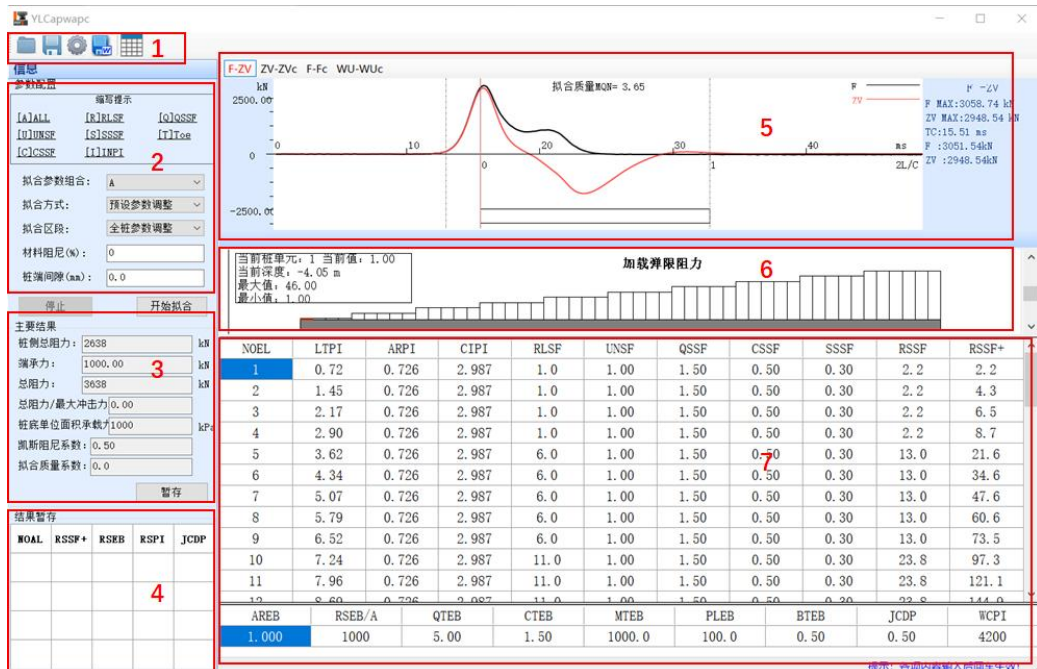 YLCapwapc
1
信息
参数配置
缩写提示
[A]ALL [R]RLSF [Q]QSSF
[U]UNSF [S]SSSF [T]Toe
[C]CSSF [I]INPI
2
拟合参数组合： A
拟合方式： 预设参数调整
拟合区段： 全桩参数调整
材料阻尼(%)： 0
桩端间隙(mm)： 0.0
停止 开始拟合
主要结果
桩侧总阻力： 2638 kN
端承力： 1000.00 kN
3
总阻力： 3638 kN
总阻力/最大冲击力 0.00
桩底单位面积承载力 1000 kPa
凯斯阻尼系数： 0.50
拟合质量系数： 0.0
暂存
结果暂存
NOAL RSSF+ RSEB RSPI JCDP
4
F-ZV ZV-ZVc F-Fc WU-WUc
kN 拟合质量MQN= 3.65 F
2500.00 ZV
0 0 10 20 30 40 ms
0 1 2L/C
-2500.00
5
F -ZV
F MAX:3058.74 kN
ZV MAX:2948.54 kN
TC:15.51 ms
F :3051.54kN
ZV :2948.54kN
当前桩单元： 1 当前值： 1.00
当前深度： -4.05 m
最大值： 46.00
最小值： 1.00
加载弹限阻力
6
NOEL LTPI ARPI CIPI RLSF UNSF QSSF CSSF SSSF RSSF RSSF+
1 0.72 0.726 2.987 1.0 1.00 1.50 0.50 0.30 2.2 2.2
2 1.45 0.726 2.987 1.0 1.00 1.50 0.50 0.30 2.2 4.3
3 2.17 0.726 2.987 1.0 1.00 1.50 0.50 0.30 2.2 6.5
4 2.90 0.726 2.987 1.0 1.00 1.50 0.50 0.30 2.2 8.7
5 3.62 0.726 2.987 6.0 1.00 1.50 0.50 0.30 13.0 21.6
7
6 4.34 0.726 2.987 6.0 1.00 1.50 0.50 0.30 13.0 34.6
7 5.07 0.726 2.987 6.0 1.00 1.50 0.50 0.30 13.0 47.6
8 5.79 0.726 2.987 6.0 1.00 1.50 0.50 0.30 13.0 60.6
9 6.52 0.726 2.987 6.0 1.00 1.50 0.50 0.30 13.0 73.5
10 7.24 0.726 2.987 11.0 1.00 1.50 0.50 0.30 23.8 97.3
11 7.96 0.726 2.987 11.0 1.00 1.50 0.50 0.30 23.8 121.1
12 8.69 0.726 2.987 11.0 1.00 1.50 0.50 0.30 23.8 144.9
AREB RSEB/A QTEB CTEB MTEB PLEB BTEB JCDP WCPI
1.000 1000 5.00 1.50 1000.0 100.0 0.50 0.50 4200